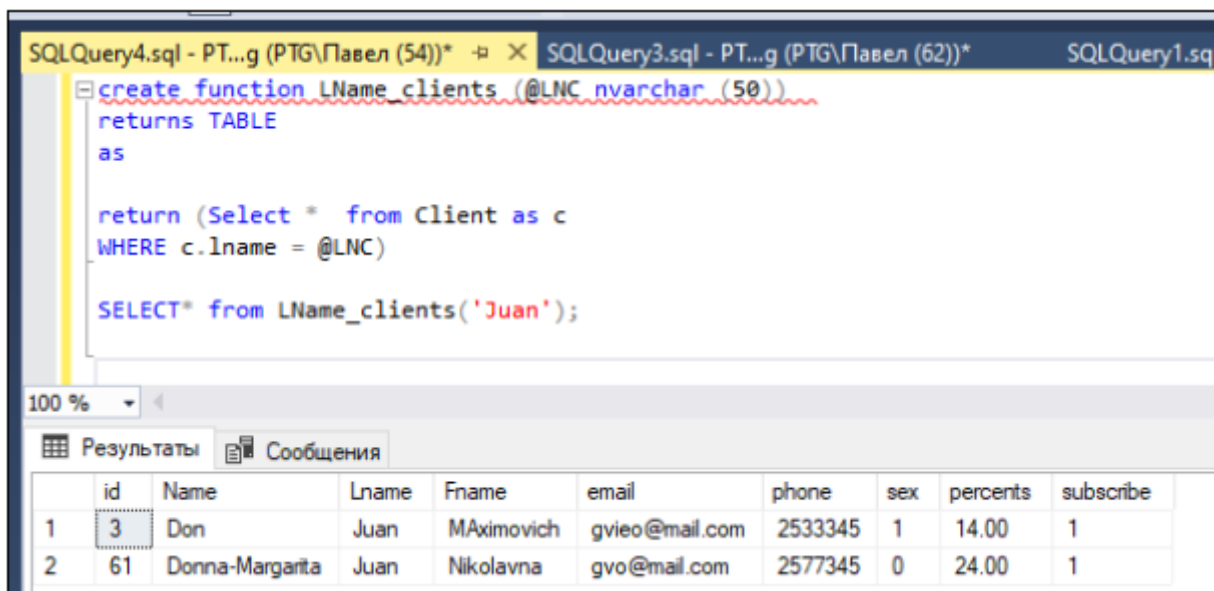 SQLQuery4.sql - PT...g (PTG\Павел (54))* SQLQuery3.sql - PT...g (PTG\Павел (62))* SQLQuery1.sq
create function LName_clients (@LNC nvarchar (50))
returns TABLE
as
return (Select * from Client as c
WHERE c.lname = @LNC)
SELECT* from LName_clients('Juan');
100 %
Результаты Сообщения
id Name Lname Fname email phone sex percents subscribe
1 3 Don Juan MAximovich gvieo@mail.com 2533345 1 14.00 1
2 61 Donna-Margarita Juan Nikolavna gvo@mail.com 2577345 0 24.00 1